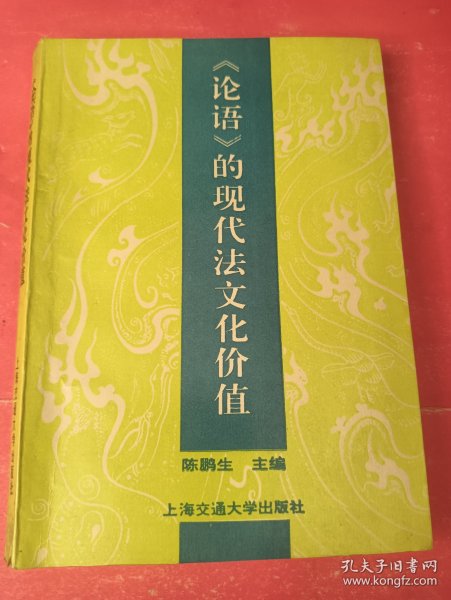 《论语》的现代法文化价值
陈鹏生 主编
上海交通大学出版社
孔夫子旧书网
www.kongfz.com